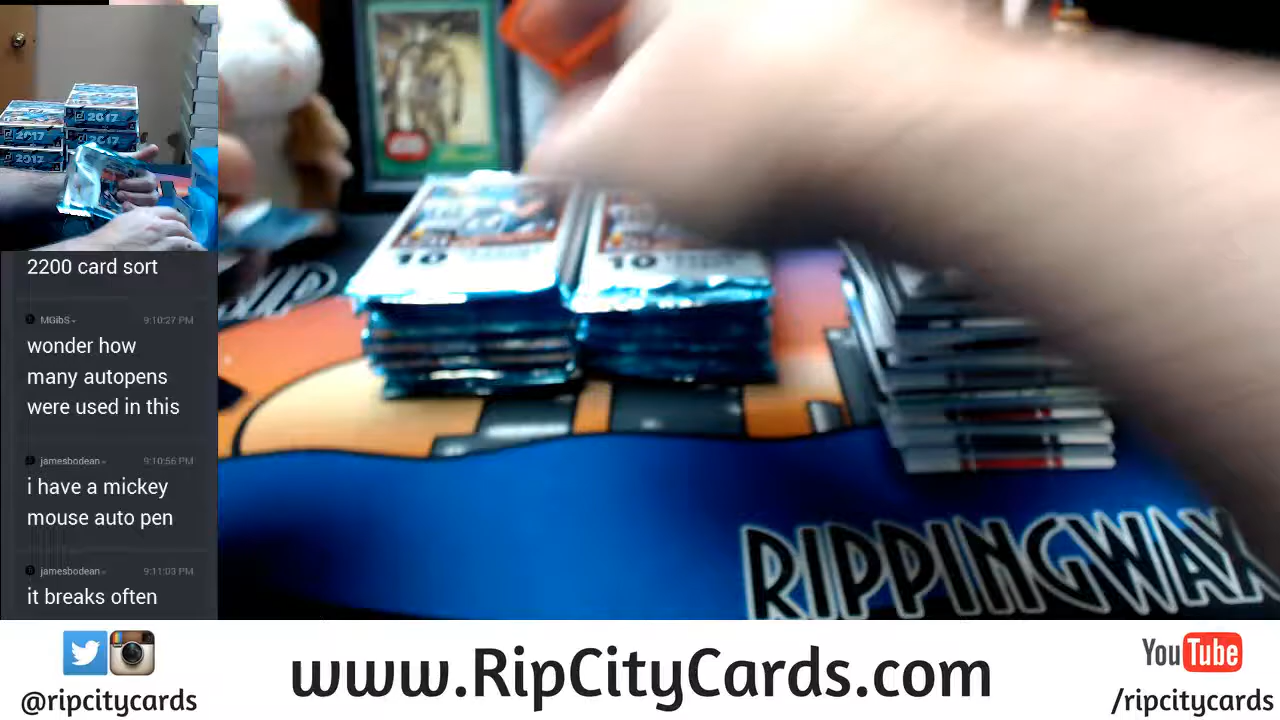 2017
2017
2017
2017
2017
2200 card sort
MGibS
9:10:27 PM
wonder how
many autopens
were used in this
jamesbodean
9:10:56 PM
i have a mickey
mouse auto pen
jamesbodean
9:11:03 PM
it breaks often
10
10
RIPPINGWAX
@ripcitycards
www.RipCityCards.com
YouTube
/ripcitycards